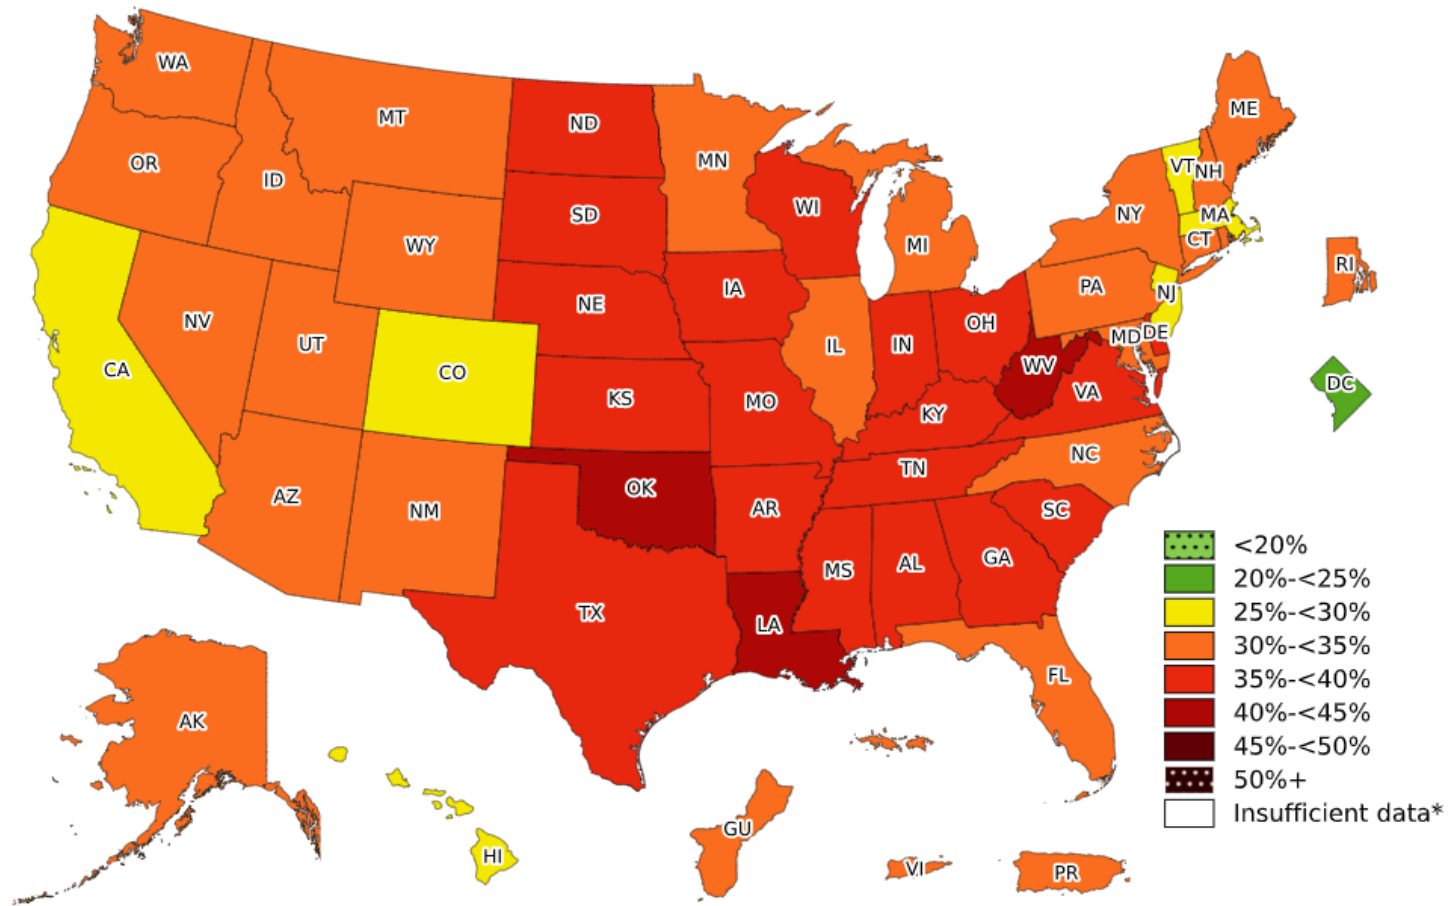 WA
MT
ND
MN
ME
OR
ID
SD
WI
VT
NH
NY
MA
WY
MI
CT
RI
NE
IA
PA
NJ
NV
UT
IL
IN
OH
MD
DE
CA
CO
WV
DC
KS
MO
KY
VA
TN
NC
AZ
NM
OK
AR
SC
MS
AL
GA
TX
LA
FL
AK
HI
GU
VI
PR
<20%
20%-<25%
25%-<30%
30%-<35%
35%-<40%
40%-<45%
45%-<50%
50%+
Insufficient data*